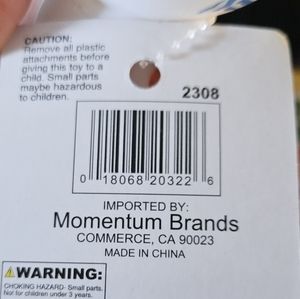 CAUTION:
Remove all plastic
attachments before
giving this toy to a
child. Small parts
maybe hazardous
to children.
2308
0 18068 20322 6
IMPORTED BY:
Momentum Brands
COMMERCE, CA 90023
MADE IN CHINA
WARNING:
CHOKING HAZARD- Small parts.
Not for children under 3 years.